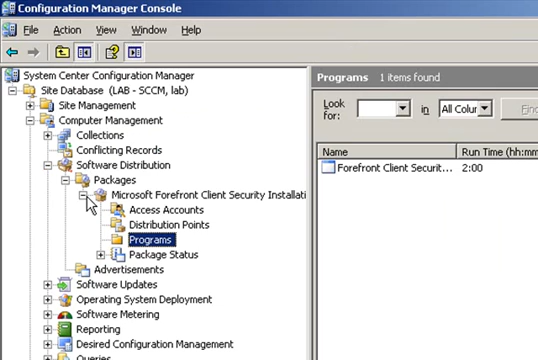 Configuration Manager Console
File Action View Window Help
System Center Configuration Manager
Site Database (LAB - SCCM, lab)
Site Management
Computer Management
Collections
Conflicting Records
Software Distribution
Packages
Microsoft Forefront Client Security Installati
Access Accounts
Distribution Points
Programs
Package Status
Advertisements
Software Updates
Operating System Deployment
Software Metering
Reporting
Desired Configuration Management
Queries
Programs 1 items found
Look for: in All Colur Find
Name Run Time (hh:mm
Forefront Client Securit... 2:00